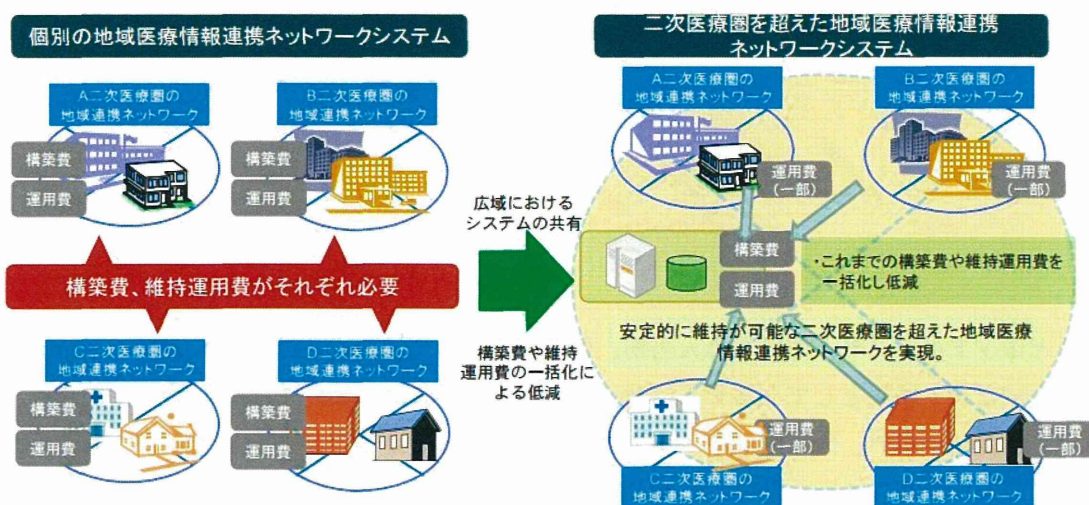 個別の地域医療情報連携ネットワークシステム
A二次医療圏の
地域連携ネットワーク
構築費
運用費
B二次医療圏の
地域連携ネットワーク
構築費
運用費
構築費、維持運用費がそれぞれ必要
C二次医療圏の
地域連携ネットワーク
構築費
運用費
D二次医療圏の
地域連携ネットワーク
構築費
運用費
広域における
システムの共有
構築費や維持
運用費の一括化に
よる低減
二次医療圏を超えた地域医療情報連携
ネットワークシステム
A二次医療圏の
地域連携ネットワーク
運用費
(一部)
B二次医療圏の
地域連携ネットワーク
運用費
(一部)
構築費
運用費
・これまでの構築費や維持運用費を
一括化し低減
安定的に維持が可能な二次医療圏を超えた地域医療
情報連携ネットワークを実現。
運用費
(一部)
C二次医療圏の
地域連携ネットワーク
運用費
(一部)
D二次医療圏の
地域連携ネットワーク